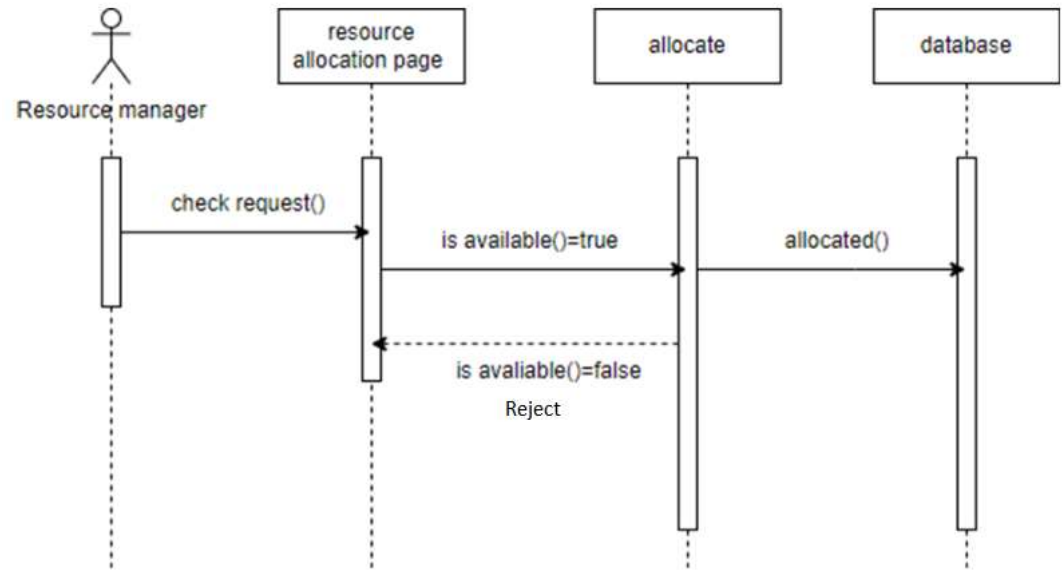 resource
allocation page
allocate
database
Resource manager
check request()
is available()=true
allocated()
is avaliable()=false
Reject